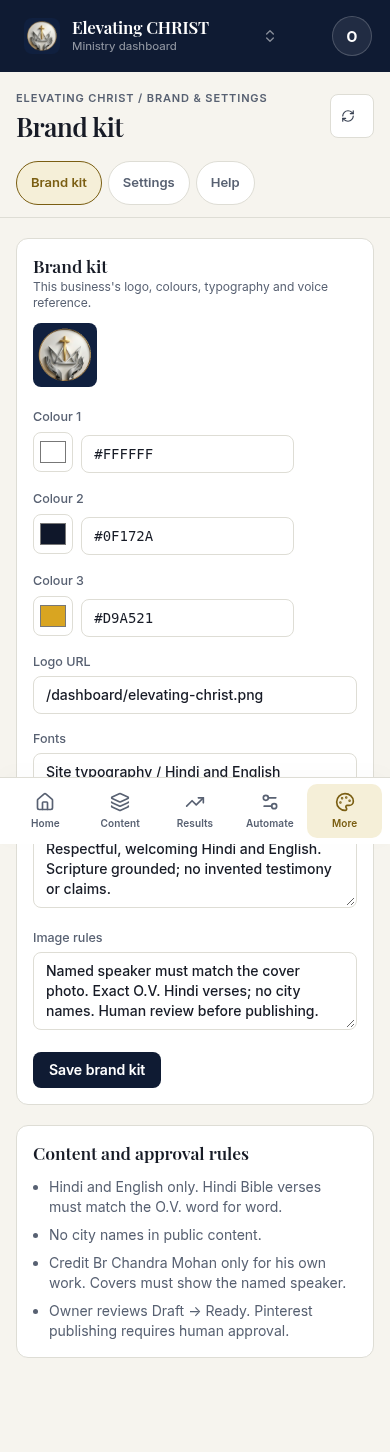 Elevating CHRIST
Ministry dashboard
O
ELEVATING CHRIST / BRAND & SETTINGS
Brand kit
Brand kit
Settings
Help
Brand kit
This business's logo, colours, typography and voice
reference.
Colour 1
#FFFFFF
Colour 2
#0F172A
Colour 3
#D9A521
Logo URL
/dashboard/elevating-christ.png
Fonts
Site typography / Hindi and English
Home
Content
Results
Automate
More
Respectful, welcoming Hindi and English.
Scripture grounded; no invented testimony
or claims.
Image rules
Named speaker must match the cover
photo. Exact O.V. Hindi verses; no city
names. Human review before publishing.
Save brand kit
Content and approval rules
• Hindi and English only. Hindi Bible verses
must match the O.V. word for word.
• No city names in public content.
• Credit Br Chandra Mohan only for his own
work. Covers must show the named speaker.
• Owner reviews Draft → Ready. Pinterest
publishing requires human approval.